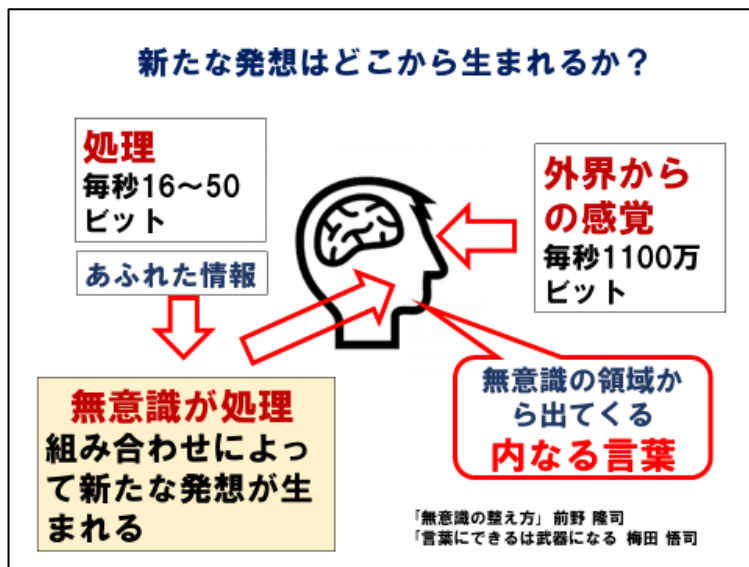 新たな発想はどこから生まれるか？
処理
毎秒16～50
ビット
あふれた情報
外界から
の感覚
毎秒1100万
ビット
無意識が処理
組み合わせによっ
て新たな発想が生
まれる
無意識の領域か
ら出てくる
内なる言葉
「無意識の整え方」前野 隆司
「言葉にできるは武器になる 梅田 悟司